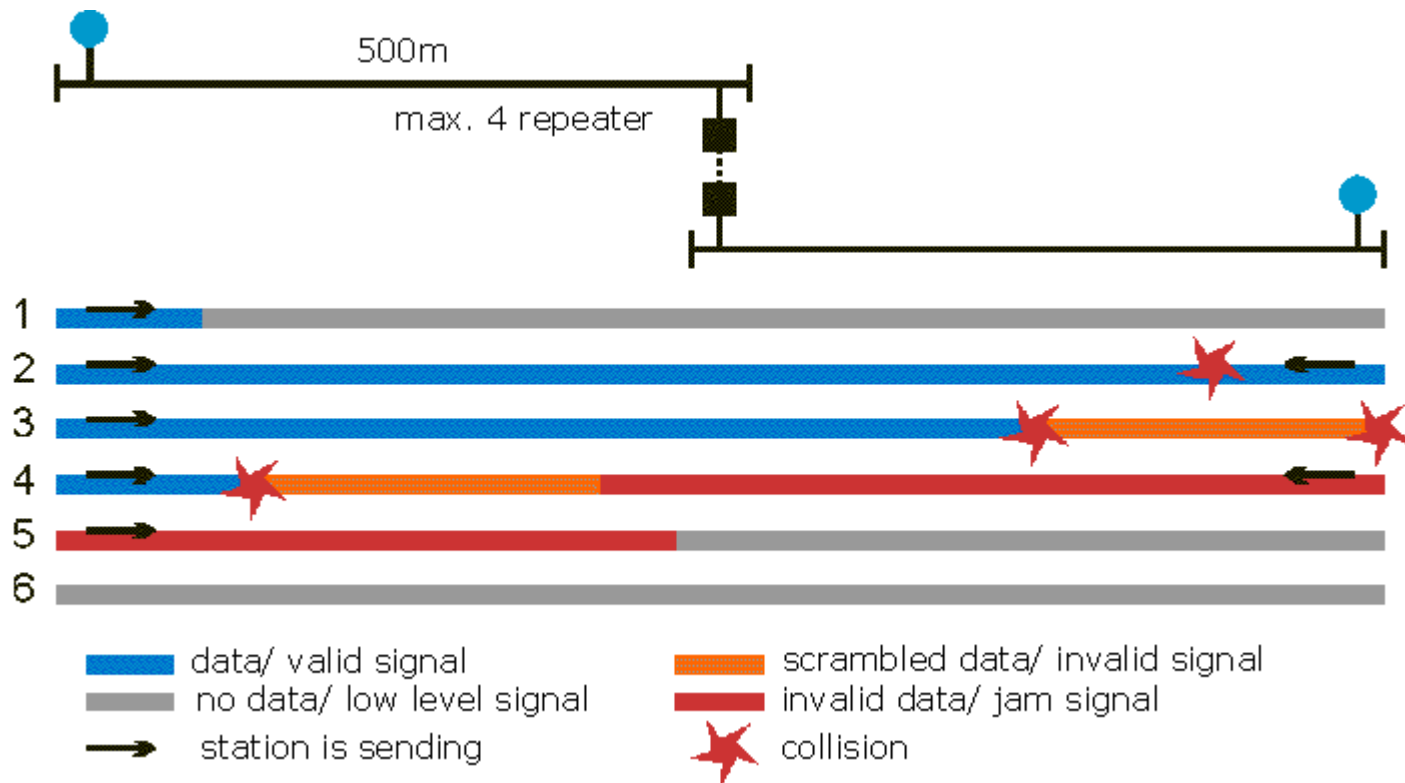 500m
max. 4 repeater
1
2
3
4
5
6
data/ valid signal
scrambled data/ invalid signal
no data/ low level signal
invalid data/ jam signal
station is sending
collision